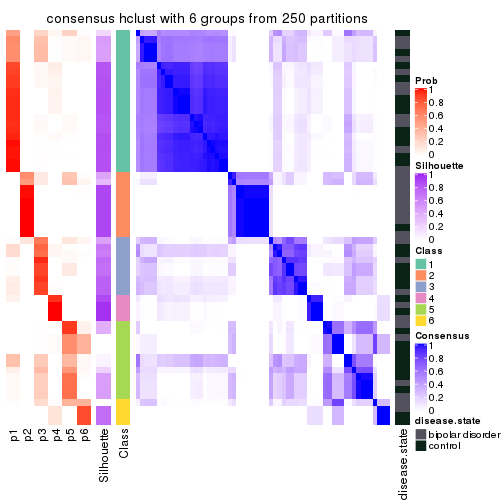 consensus hclust with 6 groups from 250 partitions
Prob
1
0.8
0.6
0.4
0.2
0
Silhouette
1
0.8
0.6
0.4
0.2
0
Class
1
2
3
4
5
6
Consensus
1
0.8
0.6
0.4
0.2
0
disease.state
bipolar disorder
control
p1
p2
p3
p4
p5
p6
Silhouette
Class
disease.state